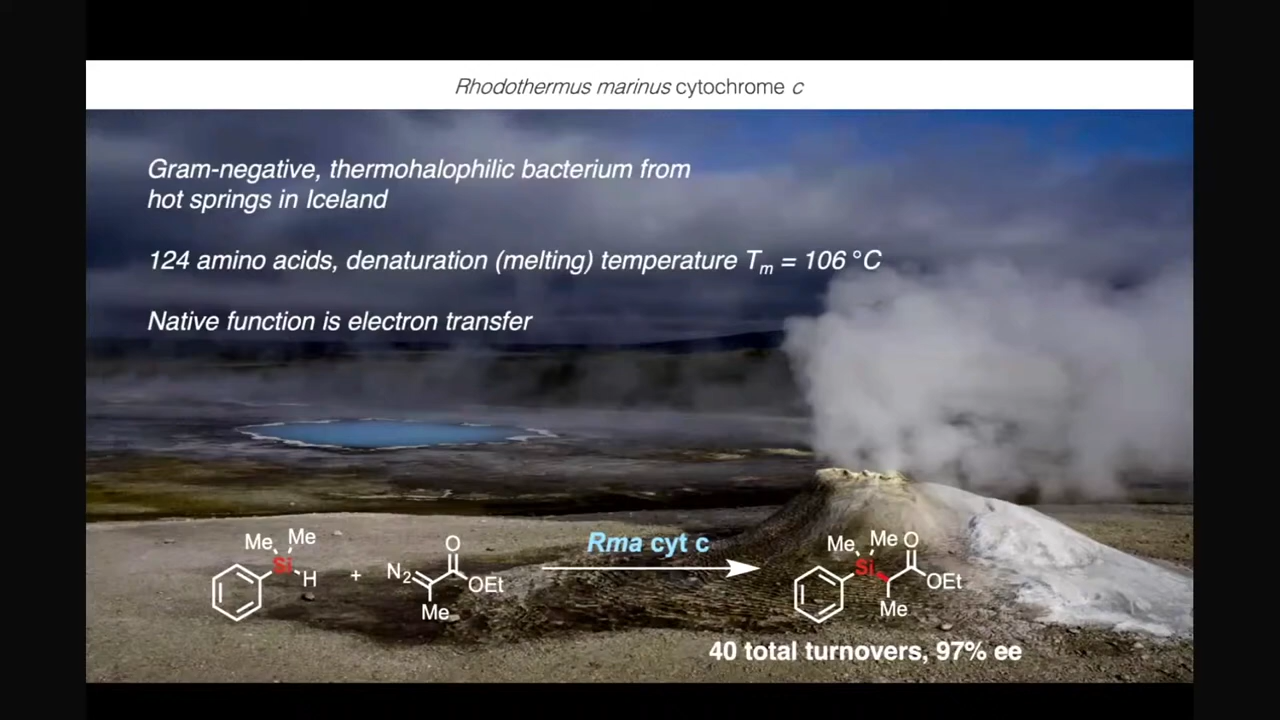 Rhodothermus marinus cytochrome c
Gram-negative, thermohalophilic bacterium from
hot springs in Iceland
124 amino acids, denaturation (melting) temperature Tm = 106 °C
Native function is electron transfer
Me Me
Si
H
+
N2
O
OEt
Me
Rma cyt c
Me Me O
Si
OEt
Me
40 total turnovers, 97% ee